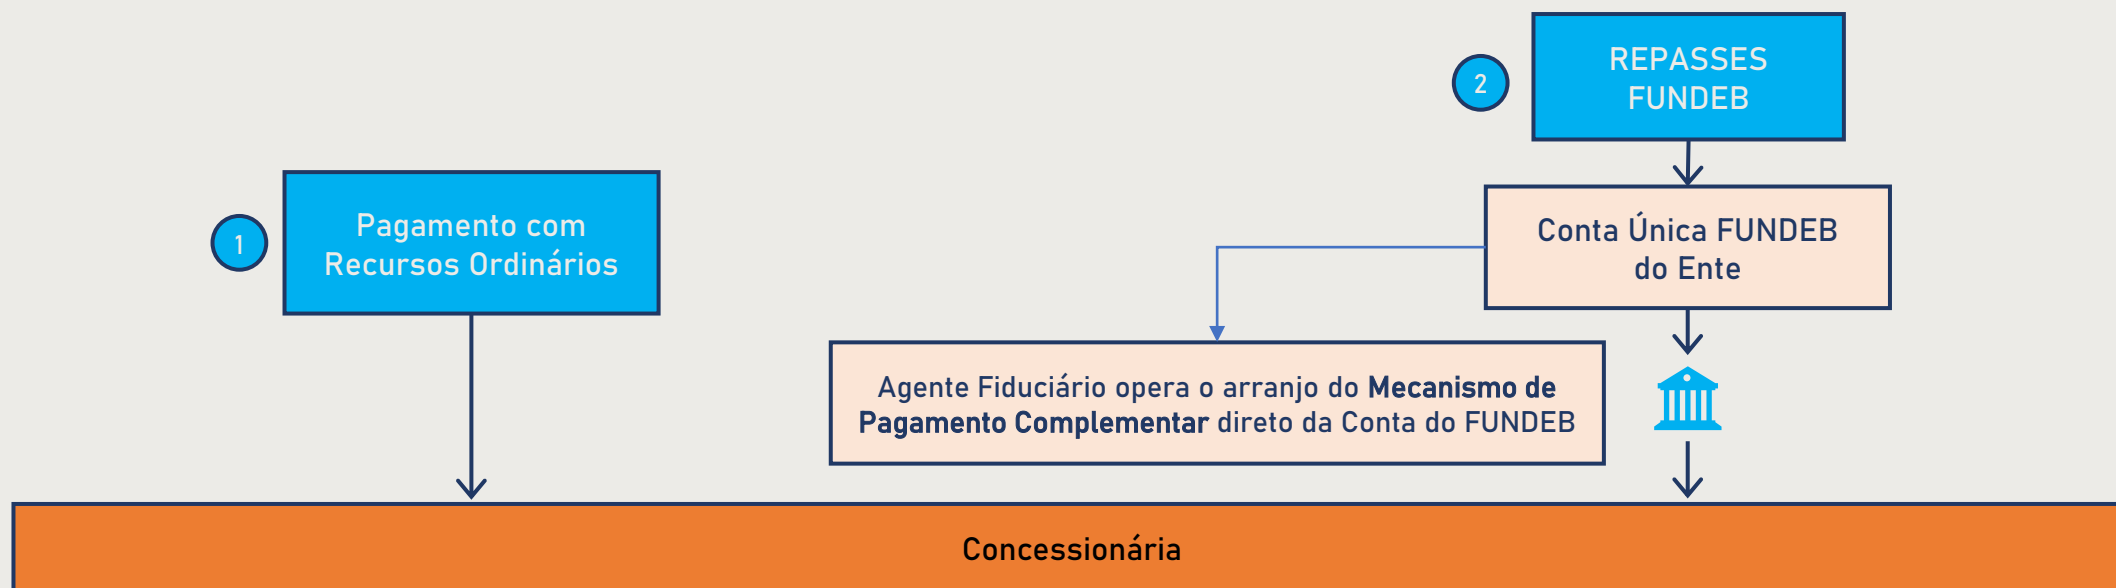 1
Pagamento com
Recursos Ordinários
2
REPASSES
FUNDEB
Conta Única FUNDEB
do Ente
Agente Fiduciário opera o arranjo do Mecanismo de
Pagamento Complementar direto da Conta do FUNDEB
Concessionária